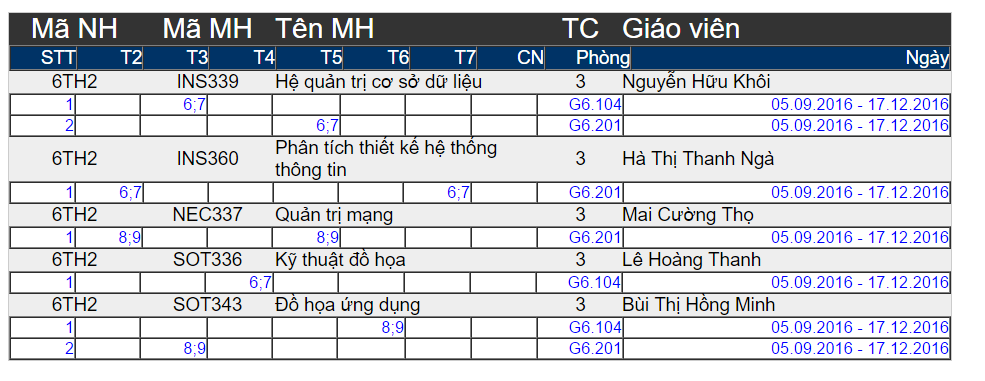 Mã NH Mã MH Tên MH TC Giáo viên
STT T2 T3 T4 T5 T6 T7 CN Phòng Ngày
6TH2 INS339 Hệ quản trị cơ sở dữ liệu 3 Nguyễn Hữu Khôi
1 6;7 G6.104 05.09.2016 - 17.12.2016
2 6;7 G6.201 05.09.2016 - 17.12.2016
6TH2 INS360 Phân tích thiết kế hệ thống thông tin 3 Hà Thị Thanh Ngà
1 6;7 6;7 G6.201 05.09.2016 - 17.12.2016
6TH2 NEC337 Quản trị mạng 3 Mai Cường Thọ
1 8;9 8;9 G6.201 05.09.2016 - 17.12.2016
6TH2 SOT336 Kỹ thuật đồ họa 3 Lê Hoàng Thanh
1 6;7 G6.104 05.09.2016 - 17.12.2016
6TH2 SOT343 Đồ họa ứng dụng 3 Bùi Thị Hồng Minh
1 8;9 G6.104 05.09.2016 - 17.12.2016
2 8;9 G6.201 05.09.2016 - 17.12.2016